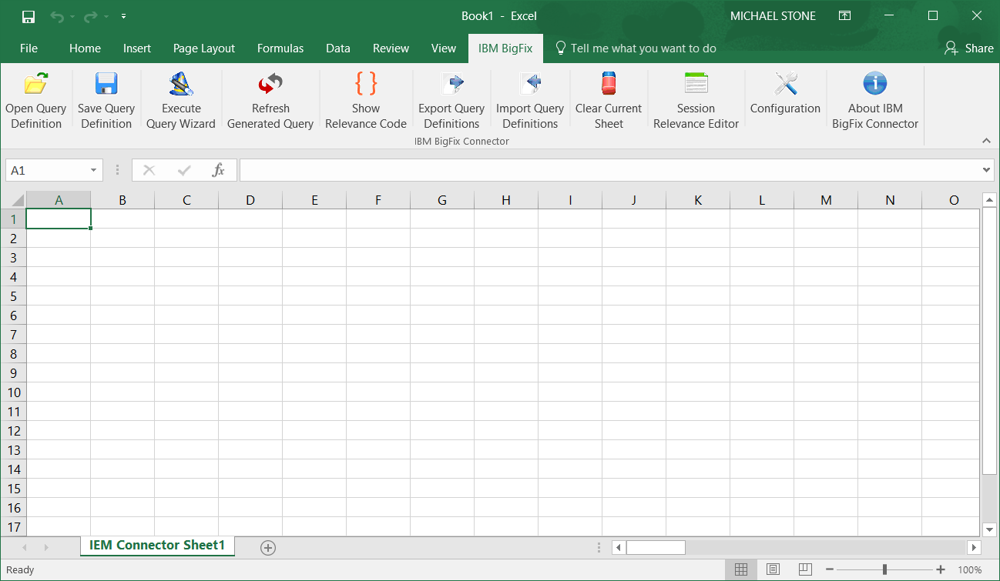 Book1 - Excel
MICHAEL STONE
File Home Insert Page Layout Formulas Data Review View IBM BigFix Tell me what you want to do Share
Open Query Definition
Save Query Definition
Execute Query Wizard
Refresh Generated Query
{ } Show Relevance Code
Export Query Definitions
Import Query Definitions
Clear Current Sheet
Session Relevance Editor
Configuration
About IBM BigFix Connector
IBM BigFix Connector
A1 fx
A B C D E F G H I J K L M N O
1
2
3
4
5
6
7
8
9
10
11
12
13
14
15
16
17
IEM Connector Sheet1
Ready 100%